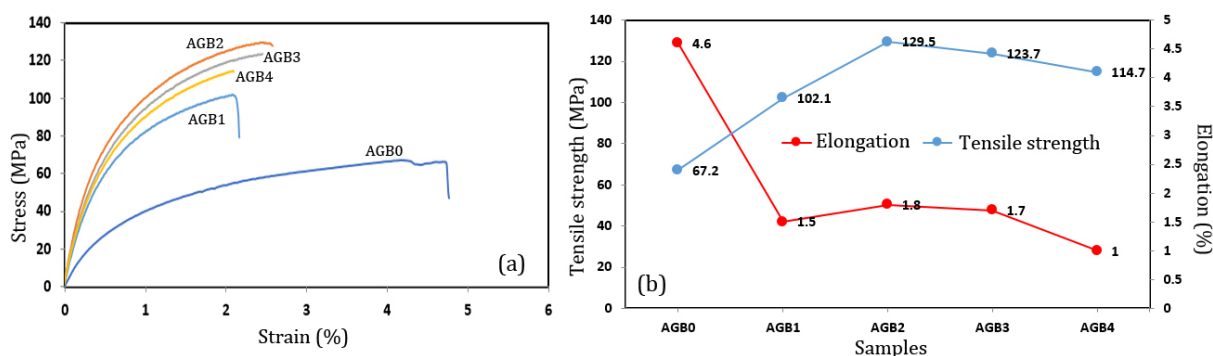 140
120
100
80
60
40
20
0
Stress (MPa)
AGB2
AGB3
AGB4
AGB1
AGB0
(a)
0 1 2 3 4 5 6
Strain (%)
140
120
100
80
60
40
20
0
Tensile strength (MPa)
4.6
129.5
123.7
114.7
102.1
Elongation Tensile strength
67.2
1.5
1.8
1.7
1
(b)
5
4.5
4
3.5
3
2.5
2
1.5
1
0.5
0
Elongation (%)
AGB0 AGB1 AGB2 AGB3 AGB4
Samples